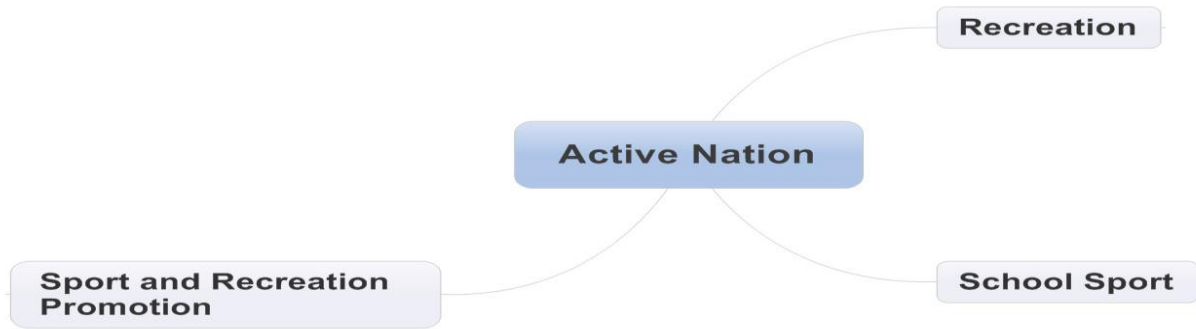 Recreation
Active Nation
Sport and Recreation
Promotion
School Sport